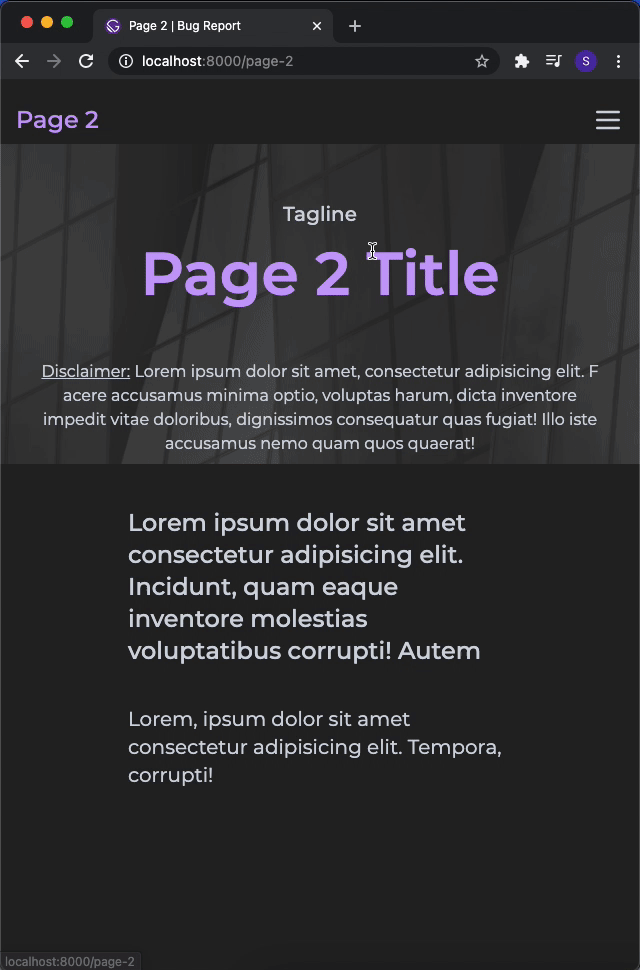 Page 2 | Bug Report
localhost:8000/page-2
S
Page 2
Tagline
Page 2 Title
Disclaimer: Lorem ipsum dolor sit amet, consectetur adipisicing elit. F
acere accusamus minima optio, voluptas harum, dicta inventore
impedit vitae doloribus, dignissimos consequatur quas fugiat! Illo iste
accusamus nemo quam quos quaerat!
Lorem ipsum dolor sit amet
consectetur adipisicing elit.
Incidunt, quam eaque
inventore molestias
voluptatibus corrupti! Autem
Lorem, ipsum dolor sit amet
consectetur adipisicing elit. Tempora,
corrupti!
localhost:8000/page-2